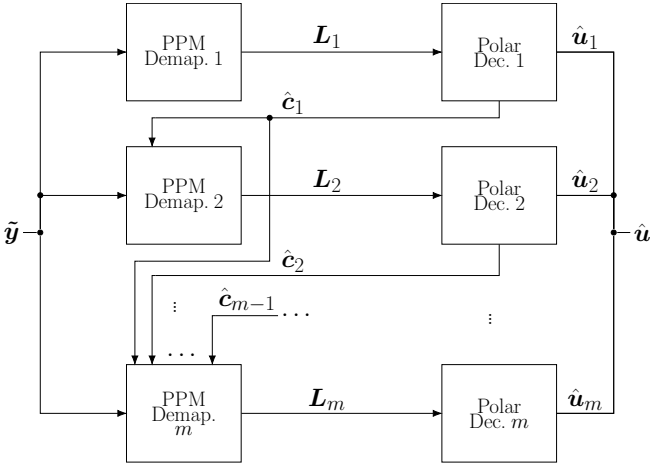 PPM
Demap. 1
L₁
Polar
Dec. 1
û₁
ĉ₁
PPM
Demap. 2
L₂
Polar
Dec. 2
û₂
ỹ
û
ĉ₂
ĉₘ₋₁
...
...
PPM
Demap.
m
Lₘ
Polar
Dec. m
ûₘ